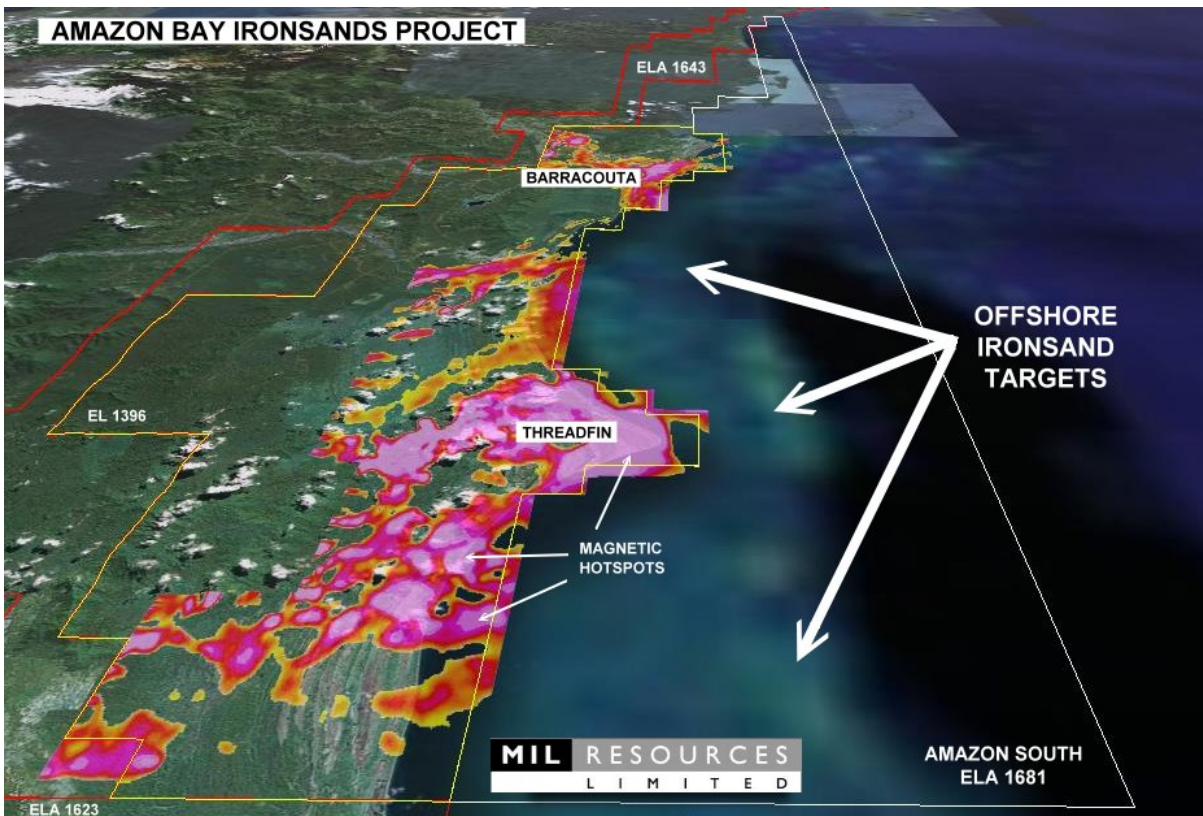 AMAZON BAY IRONSANDS PROJECT
ELA 1643
BARRACOUTA
OFFSHORE
IRONSAND
TARGETS
EL 1396
THREADFIN
MAGNETIC
HOTSPOTS
MIL RESOURCES
LIMITED
AMAZON SOUTH
ELA 1681
ELA 1623